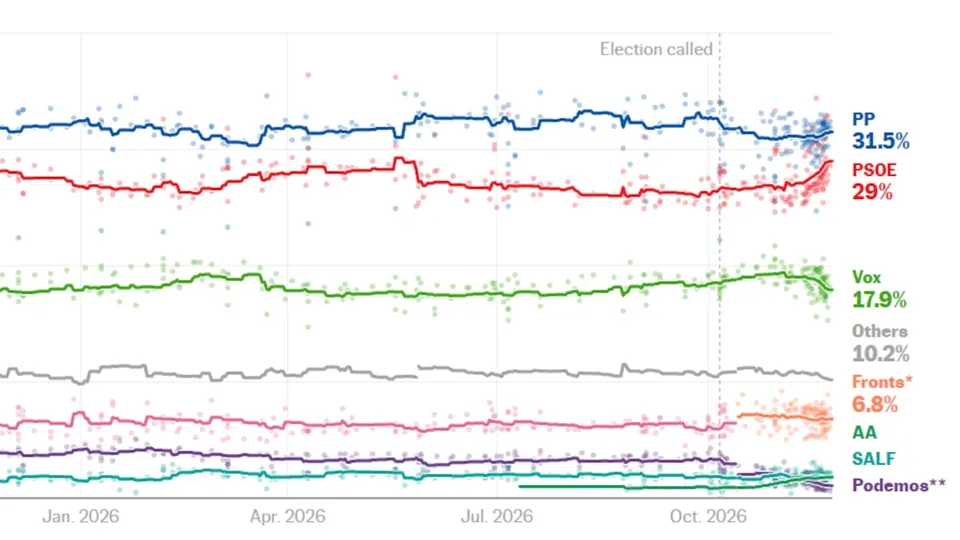 Election called
PP
31.5%
PSOE
29%
Vox
17.9%
Others
10.2%
Fronts*
6.8%
AA
SALF
Podemos**
Jan. 2026
Apr. 2026
Jul. 2026
Oct. 2026